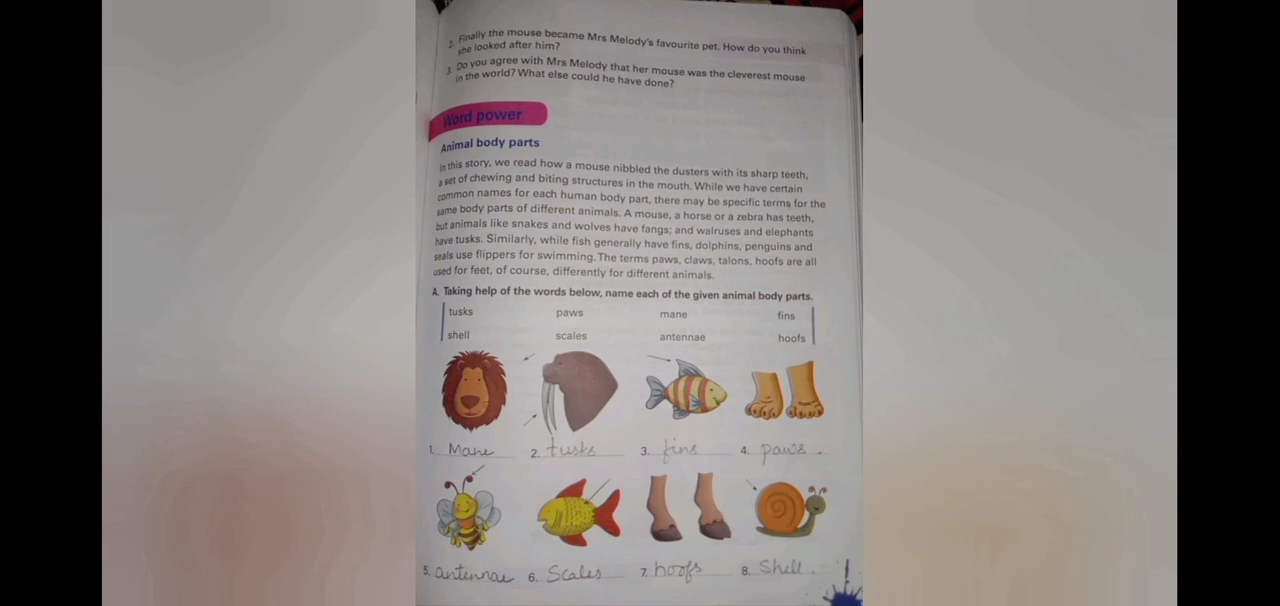 2. Finally the mouse became Mrs Melody's favourite pet. How do you think
she looked after him?
3. Do you agree with Mrs Melody that her mouse was the cleverest mouse
in the world? What else could he have done?
Word power
Animal body parts
In this story, we read how a mouse nibbled the dusters with its sharp teeth,
a set of chewing and biting structures in the mouth. While we have certain
common names for each human body part, there may be specific terms for the
same body parts of different animals. A mouse, a horse or a zebra has teeth,
but animals like snakes and wolves have fangs; and walruses and elephants
have tusks. Similarly, while fish generally have fins, dolphins, penguins and
seals use flippers for swimming. The terms paws, claws, talons, hoofs are all
used for feet, of course, differently for different animals.
A. Taking help of the words below, name each of the given animal body parts.
tusks paws mane fins
shell scales antennae hoofs
1. Mane 2. tusks 3. fins 4. paws.
5. antennae 6. Scales 7. hoofs 8. Shell.